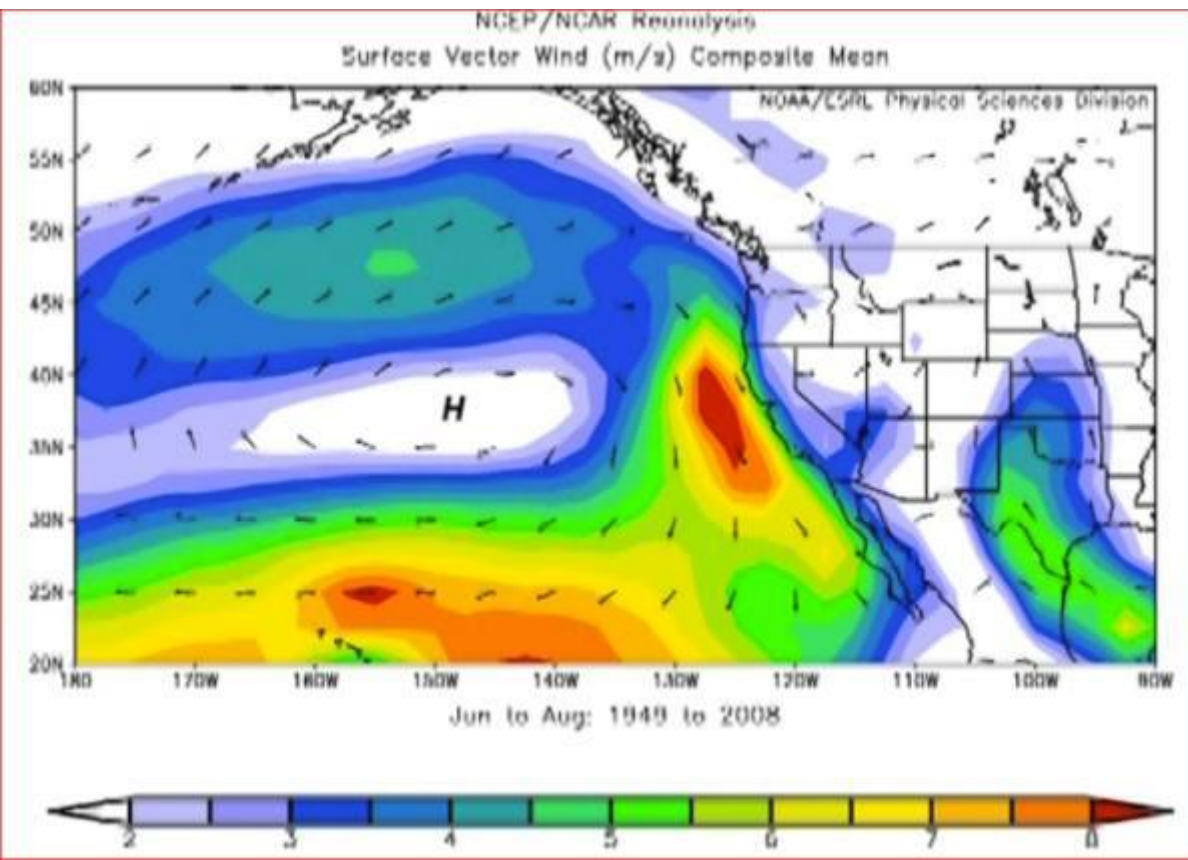 NCEP/NCAR Reanalysis
Surface Vector Wind (m/s) Composite Mean
NOAA/ESRL Physical Sciences Division
60N
55N
50N
45N
40N
H
35N
30N
25N
20N
180 170W 160W 150W 140W 130W 120W 110W 100W 90W
Jun to Aug: 1949 to 2008
2 3 4 5 6 7 8